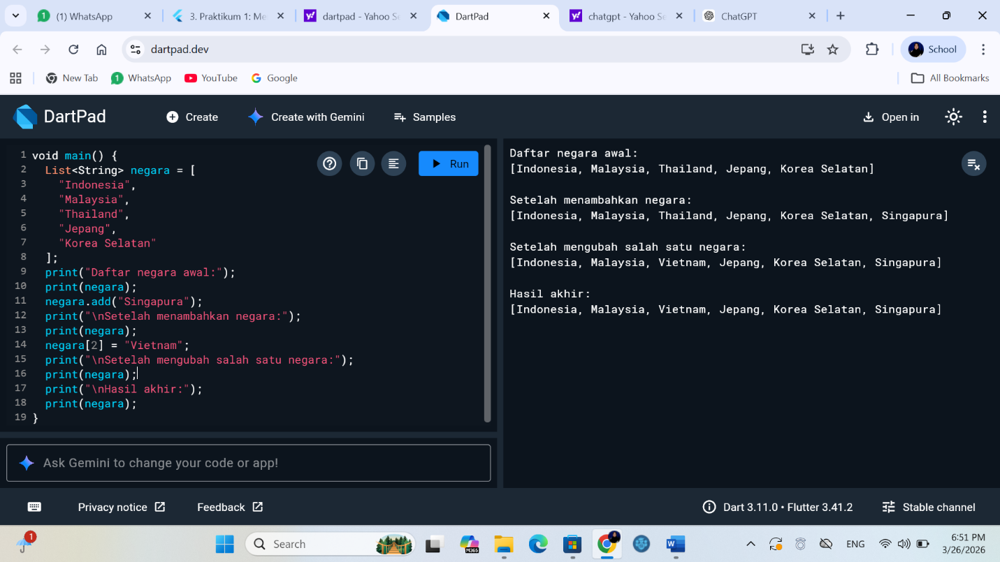 (1) WhatsApp
3. Praktikum 1: Me
dartpad - Yahoo Se
DartPad
chatgpt - Yahoo Se
ChatGPT
dartpad.dev
School
New Tab
WhatsApp
YouTube
Google
All Bookmarks
DartPad
Create
Create with Gemini
Samples
Open in
1 void main() {
2 List<String> negara = [
3 "Indonesia",
4 "Malaysia",
5 "Thailand",
6 "Jepang",
7 "Korea Selatan"
8 ];
9 print("Daftar negara awal:");
10 print(negara);
11 negara.add("Singapura");
12 print("\nSetelah menambahkan negara:");
13 print(negara);
14 negara[2] = "Vietnam";
15 print("\nSetelah mengubah salah satu negara:");
16 print(negara);
17 print("\nHasil akhir:");
18 print(negara);
19 }
Run
Daftar negara awal:
[Indonesia, Malaysia, Thailand, Jepang, Korea Selatan]
Setelah menambahkan negara:
[Indonesia, Malaysia, Thailand, Jepang, Korea Selatan, Singapura]
Setelah mengubah salah satu negara:
[Indonesia, Malaysia, Vietnam, Jepang, Korea Selatan, Singapura]
Hasil akhir:
[Indonesia, Malaysia, Vietnam, Jepang, Korea Selatan, Singapura]
Ask Gemini to change your code or app!
Privacy notice
Feedback
Dart 3.11.0 • Flutter 3.41.2
Stable channel
1
Search
M365
ENG
6:51 PM
3/26/2026